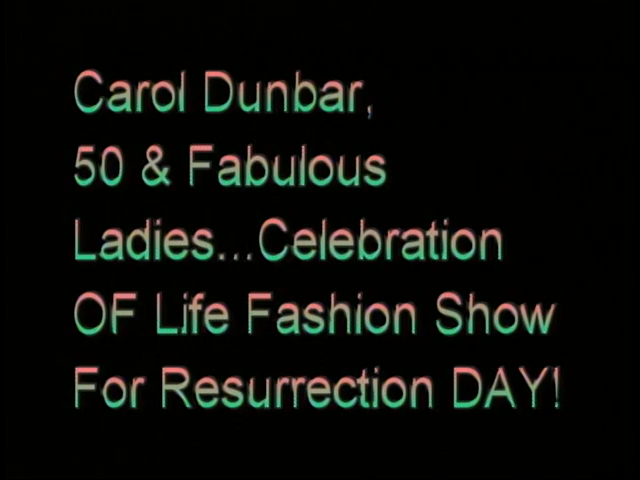 Carol Dunbar,
50 & Fabulous
Ladies...Celebration
OF Life Fashion Show
For Resurrection DAY!